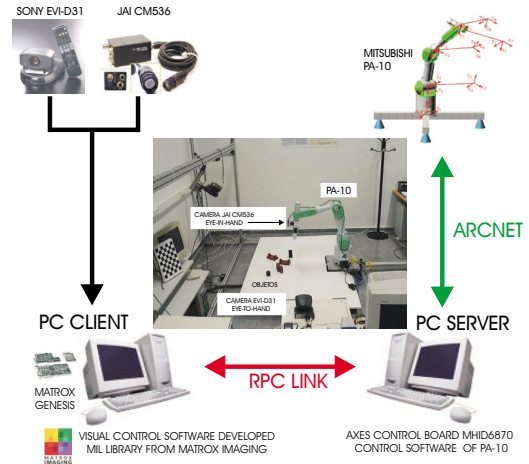 SONY EVI-D31
JAI CM536
MITSUBISHI
PA-10
PA-10
CAMERA JAI CM536
EYE-IN-HAND
ARCNET
OBJETOS
CAMERA EVI-D31
EYE-TO-HAND
PC CLIENT
PC SERVER
RPC LINK
MATROX
GENESIS
MATROX
IMAGING
VISUAL CONTROL SOFTWARE DEVELOPED
MIL LIBRARY FROM MATROX IMAGING
AXES CONTROL BOARD MHID6870
CONTROL SOFTWARE OF PA-10